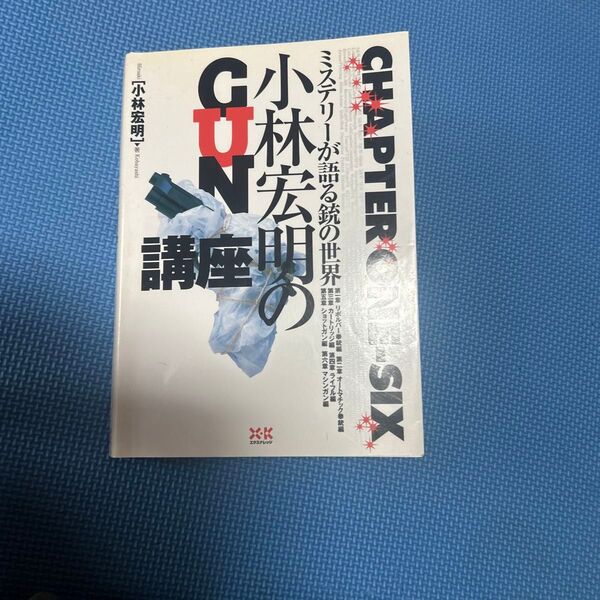 CHAPTER ONE-SIX
ミステリーが語る銃の世界
小林宏明の
GUN
講座
Hiroaki
[小林宏明]▶著
Kobayashi
第一章 リボルバー拳銃編 第二章 オートマチック拳銃編
第三章 カートリッジ編 第四章 ライフル編
第五章 ショットガン編 第六章 マシンガン編
X・K
エクスナレッジ